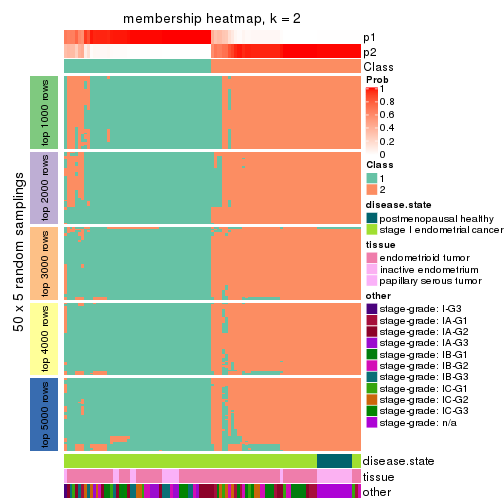 membership heatmap, k = 2
p1
p2
Class
50 x 5 random samplings
top 1000 rows
top 2000 rows
top 3000 rows
top 4000 rows
top 5000 rows
Prob
1
0.8
0.6
0.4
0.2
0
Class
1
2
disease.state
postmenopausal healthy
stage I endometrial cancer
tissue
endometrioid tumor
inactive endometrium
papillary serous tumor
other
stage-grade: I-G3
stage-grade: IA-G1
stage-grade: IA-G2
stage-grade: IA-G3
stage-grade: IB-G1
stage-grade: IB-G2
stage-grade: IB-G3
stage-grade: IC-G1
stage-grade: IC-G2
stage-grade: IC-G3
stage-grade: n/a
disease.state
tissue
other